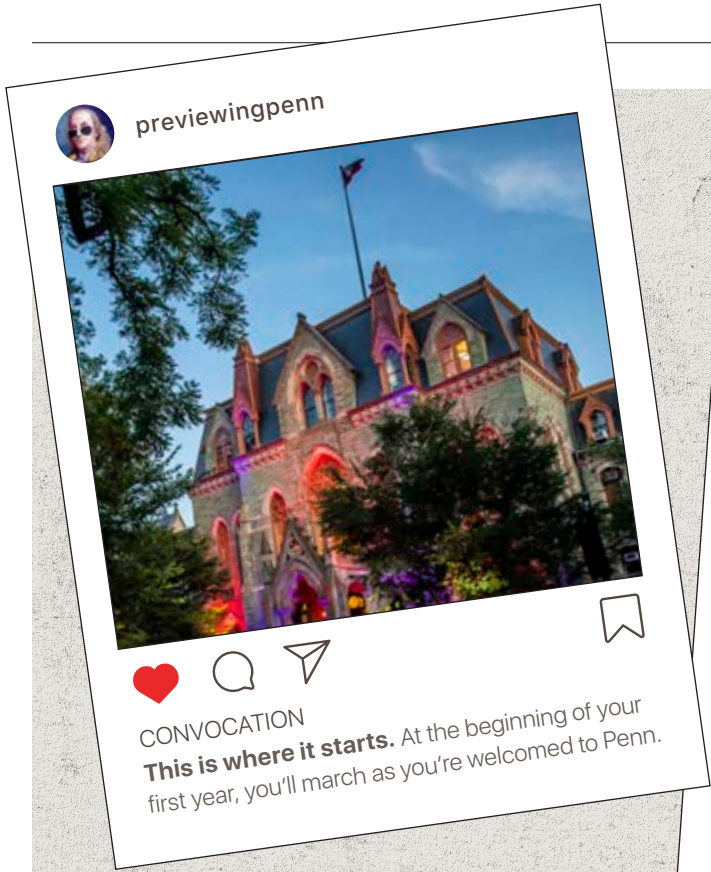 previewingpenn
CONVOCATION
This is where it starts. At the beginning of your
first year, you'll march as you're welcomed to Penn.